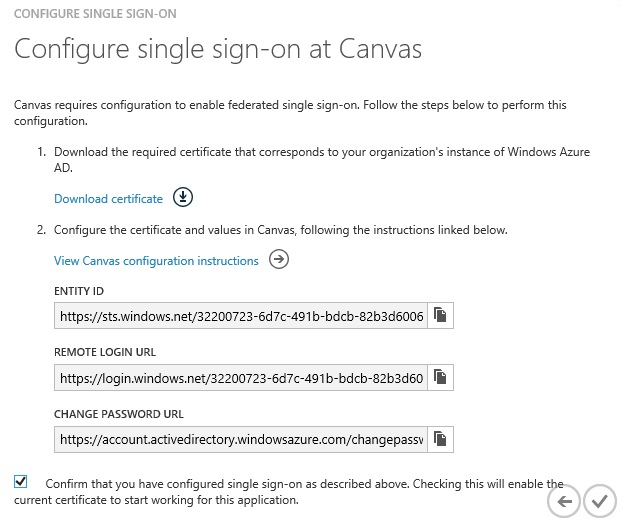 CONFIGURE SINGLE SIGN-ON
Configure single sign-on at Canvas
Canvas requires configuration to enable federated single sign-on. Follow the steps below to perform this
configuration.
1. Download the required certificate that corresponds to your organization's instance of Windows Azure
AD.
Download certificate
2. Configure the certificate and values in Canvas, following the instructions linked below.
View Canvas configuration instructions
ENTITY ID
https://sts.windows.net/32200723-6d7c-491b-bdcb-82b3d6006
REMOTE LOGIN URL
https://login.windows.net/32200723-6d7c-491b-bdcb-82b3d60
CHANGE PASSWORD URL
https://account.activedirectory.windowsazure.com/changepassw
Confirm that you have configured single sign-on as described above. Checking this will enable the
current certificate to start working for this application.